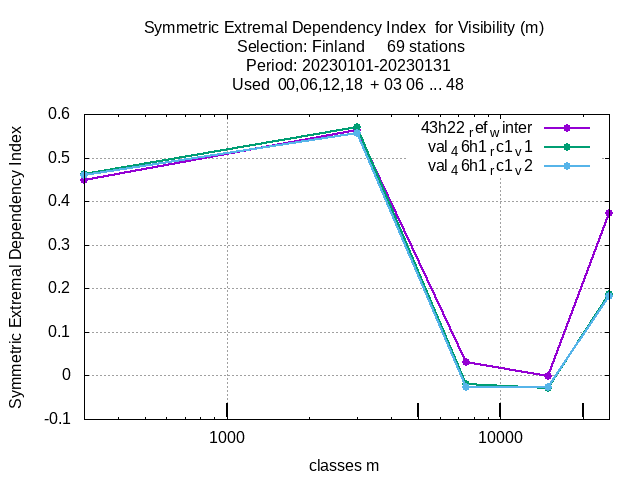 Symmetric Extremal Dependency Index  for Visibility (m)
Selection: Finland     69 stations
Period: 20230101-20230131
Used  00,06,12,18  + 03 06 ... 48
Symmetric Extremal Dependency Index
0.6
0.5
0.4
0.3
0.2
0.1
0
-0.1
43h22_ref_winter
val_46h1_rc1_v1
val_46h1_rc1_v2
1000
10000
classes m